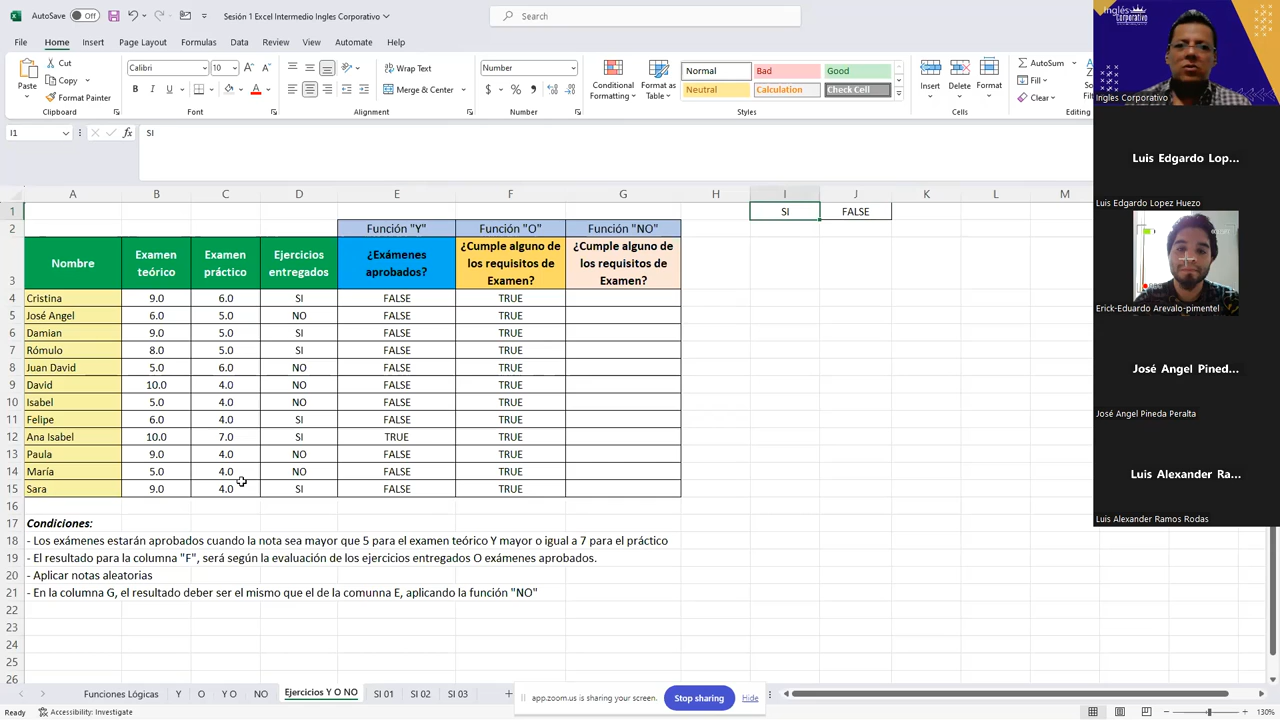 AutoSave Off Sesión 1 Excel Intermedio Ingles Corporativo Search
File Home Insert Page Layout Formulas Data Review View Automate Help
Paste Cut Copy Format Painter Clipboard
Calibri 10 B I U Font
Wrap Text Merge & Center Alignment
Number $ % Number
Conditional Formatting Format as Table
Normal Bad Good Neutral Calculation Check Cell Styles
Insert Delete Format Cells
AutoSum Fill Clear Editing
I1 fx SI
A B C D E F G H I J K L M
1 SI FALSE
2 Función "Y" Función "O" Función "NO"
3 Nombre Examen teórico Examen práctico Ejercicios entregados ¿Exámenes aprobados? ¿Cumple alguno de los requisitos de Examen? ¿Cumple alguno de los requisitos de Examen?
4 Cristina 9.0 6.0 SI FALSE TRUE
5 José Angel 6.0 5.0 NO FALSE TRUE
6 Damian 9.0 5.0 SI FALSE TRUE
7 Rómulo 8.0 5.0 SI FALSE TRUE
8 Juan David 5.0 6.0 NO FALSE TRUE
9 David 10.0 4.0 NO FALSE TRUE
10 Isabel 5.0 4.0 NO FALSE TRUE
11 Felipe 6.0 4.0 SI FALSE TRUE
12 Ana Isabel 10.0 7.0 SI TRUE TRUE
13 Paula 9.0 4.0 NO FALSE TRUE
14 María 5.0 4.0 NO FALSE TRUE
15 Sara 9.0 4.0 SI FALSE TRUE
16
17 Condiciones:
18 - Los exámenes estarán aprobados cuando la nota sea mayor que 5 para el examen teórico Y mayor o igual a 7 para el práctico
19 - El resultado para la columna "F", será según la evaluación de los ejercicios entregados O exámenes aprobados.
20 - Aplicar notas aleatorias
21 - En la columna G, el resultado deber ser el mismo que el de la comunna E, aplicando la función "NO"
22
23
24
25
26
Funciones Lógicas Y O Y O NO Ejercicios Y O NO SI 01 SI 02 SI 03 +
app.zoom.us is sharing your screen. Stop sharing Hide
Ready Accessibility: Investigate 130%
Inglés Corporativo
Ingles Corporativo
Luis Edgardo Lop...
Luis Edgardo Lopez Huezo
Erick-Eduardo Arevalo-pimentel
José Angel Pined...
José Angel Pineda Peralta
Luis Alexander Ra...
Luis Alexander Ramos Rodas